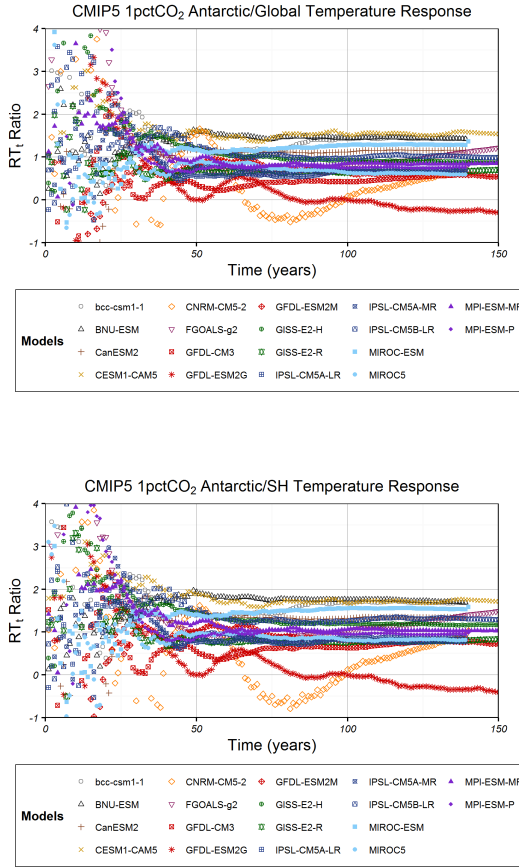 CMIP5 1pctCO₂ Antarctic/Global Temperature Response
4
3
2
1
0
-1
RTₜ Ratio
0 50 100 150
Time (years)
Models
bcc-csm1-1 CNRM-CM5-2 GFDL-ESM2M IPSL-CM5A-MR MPI-ESM-MR
BNU-ESM FGOALS-g2 GISS-E2-H IPSL-CM5B-LR MPI-ESM-P
CanESM2 GFDL-CM3 GISS-E2-R MIROC-ESM
CESM1-CAM5 GFDL-ESM2G IPSL-CM5A-LR MIROC5
CMIP5 1pctCO₂ Antarctic/SH Temperature Response
4
3
2
1
0
-1
RTₜ Ratio
0 50 100 150
Time (years)
Models
bcc-csm1-1 CNRM-CM5-2 GFDL-ESM2M IPSL-CM5A-MR MPI-ESM-MR
BNU-ESM FGOALS-g2 GISS-E2-H IPSL-CM5B-LR MPI-ESM-P
CanESM2 GFDL-CM3 GISS-E2-R MIROC-ESM
CESM1-CAM5 GFDL-ESM2G IPSL-CM5A-LR MIROC5